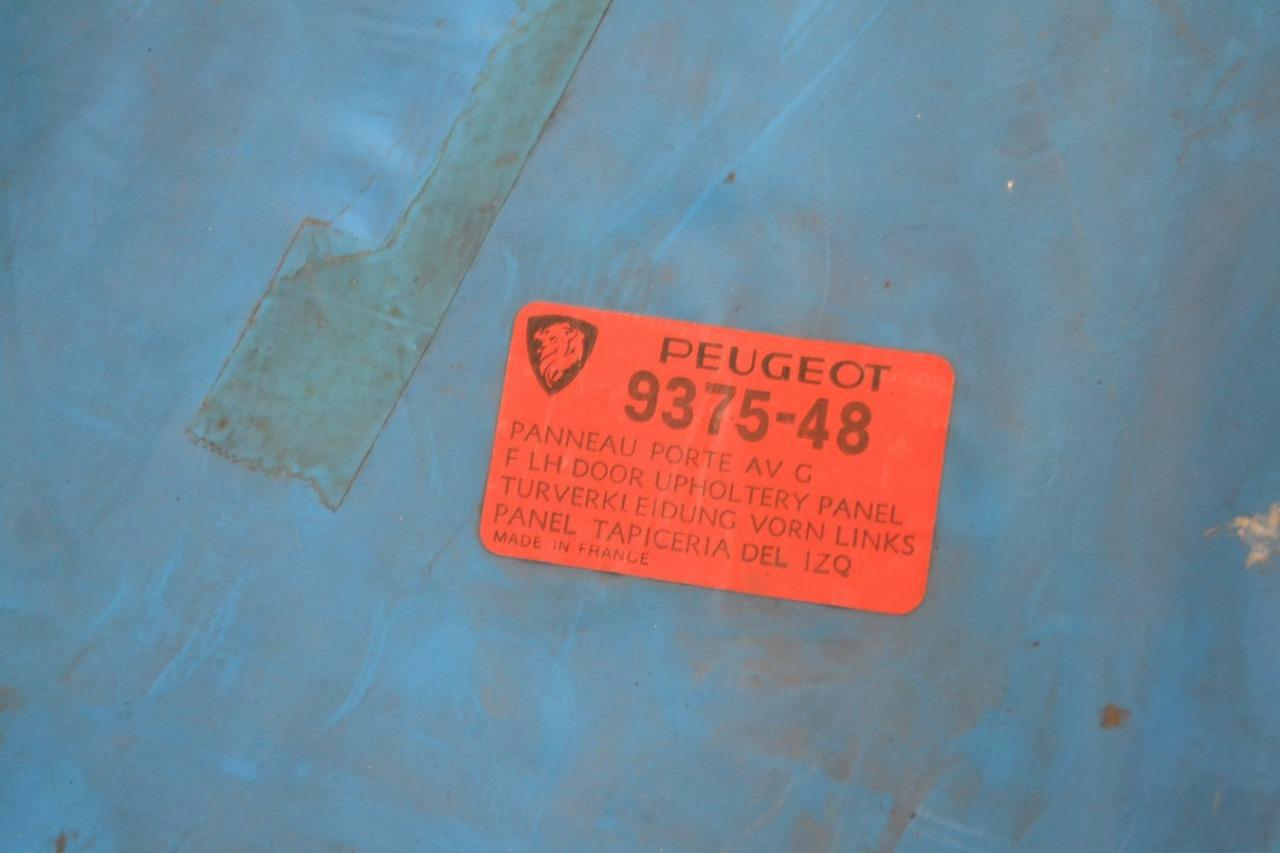 PEUGEOT
9375-48
PANNEAU PORTE AV G
F LH DOOR UPHOLTERY PANEL
TURVERKLEIDUNG VORN LINKS
PANEL TAPICERIA DEL IZQ
MADE IN FRANCE